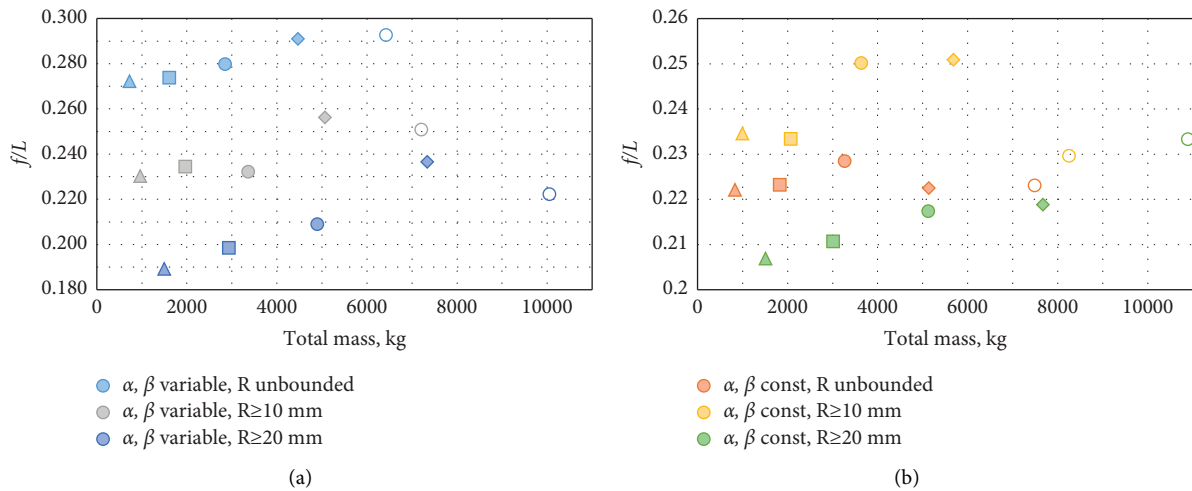 0.300
0.280
0.260
0.240
0.220
0.200
0.180
f/L
0 2000 4000 6000 8000 10000
Total mass, kg
α, β variable, R unbounded
α, β variable, R≥10 mm
α, β variable, R≥20 mm
(a)
0.26
0.25
0.24
0.23
0.22
0.21
0.2
f/L
0 2000 4000 6000 8000 10000
Total mass, kg
α, β const, R unbounded
α, β const, R≥10 mm
α, β const, R≥20 mm
(b)